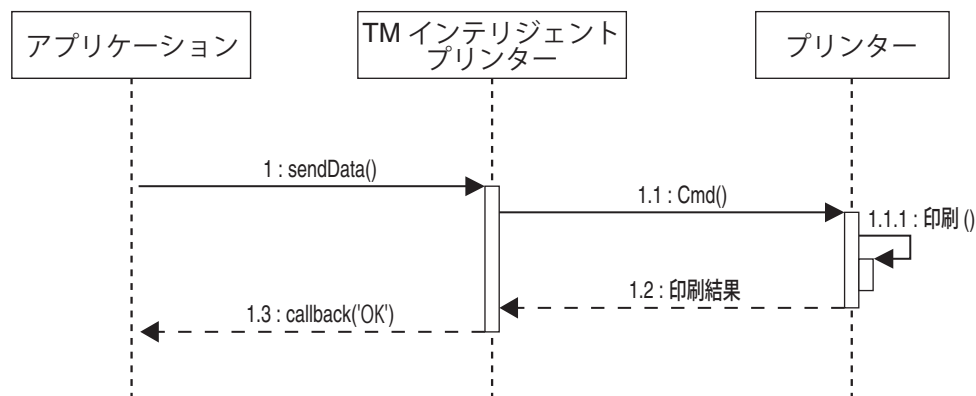 アプリケーション
TM インテリジェント
プリンター
プリンター
1 : sendData()
1.1 : Cmd()
1.1.1 : 印刷 ()
1.2 : 印刷結果
1.3 : callback('OK')